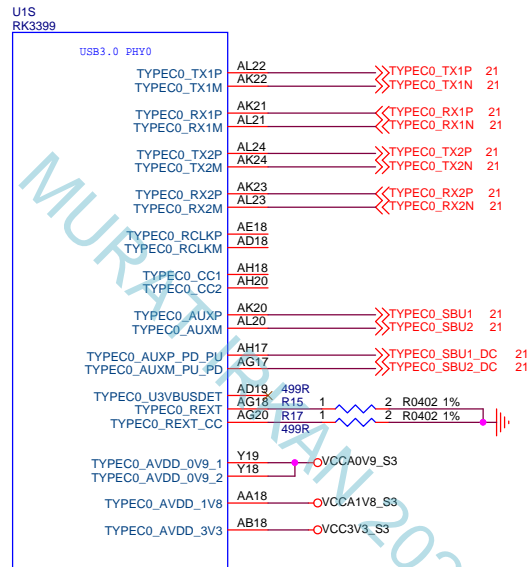 U1S
RK3399
USB3.0 PHY0
TYPEC0_TX1P AL22 TYPEC0_TX1P 21
TYPEC0_TX1M AK22 TYPEC0_TX1N 21
TYPEC0_RX1P AK21 TYPEC0_RX1P 21
TYPEC0_RX1M AL21 TYPEC0_RX1N 21
TYPEC0_TX2P AL24 TYPEC0_TX2P 21
TYPEC0_TX2M AK24 TYPEC0_TX2N 21
TYPEC0_RX2P AK23 TYPEC0_RX2P 21
TYPEC0_RX2M AL23 TYPEC0_RX2N 21
TYPEC0_RCLKP AE18
TYPEC0_RCLKM AD18
TYPEC0_CC1 AH18
TYPEC0_CC2 AH20
TYPEC0_AUXP AK20 TYPEC0_SBU1 21
TYPEC0_AUXM AL20 TYPEC0_SBU2 21
TYPEC0_AUXP_PD_PU AH17 TYPEC0_SBU1_DC 21
TYPEC0_AUXM_PU_PD AG17 TYPEC0_SBU2_DC 21
TYPEC0_U3VBUSDET AD19 499R
TYPEC0_REXT AG18 R15 1 2 R0402 1%
TYPEC0_REXT_CC AG20 R17 1 2 R0402 1%
499R
TYPEC0_AVDD_0V9_1 Y19 VCCA0V9_S3
TYPEC0_AVDD_0V9_2 Y18
TYPEC0_AVDD_1V8 AA18 VCCA1V8_S3
TYPEC0_AVDD_3V3 AB18 VCC3V3_S3
MURAT IRKAN 202